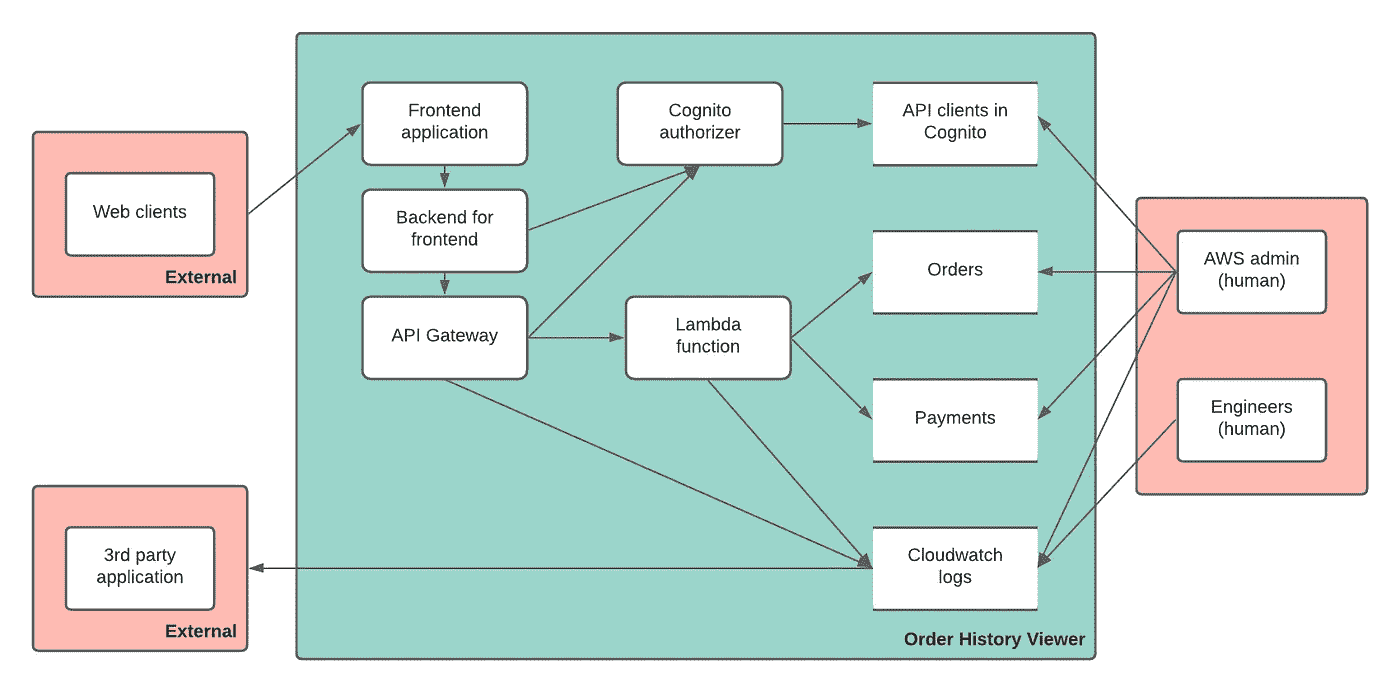 Frontend
application
Cognito
authorizer
API clients in
Cognito
Web clients
External
Backend for
frontend
Orders
AWS admin
(human)
API Gateway
Lambda
function
Payments
Engineers
(human)
3rd party
application
External
Cloudwatch
logs
Order History Viewer